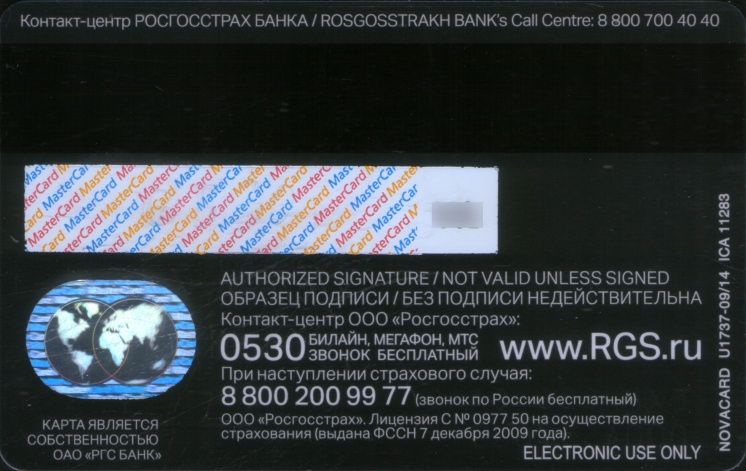 Контакт-центр РОСГОССТРАХ БАНКА / ROSGOSSTRAKH BANK's Call Centre: 8 800 700 40 40
MasterCard MasterCard MasterCard MasterCard MasterCard
AUTHORIZED SIGNATURE / NOT VALID UNLESS SIGNED
ОБРАЗЕЦ ПОДПИСИ / БЕЗ ПОДПИСИ НЕДЕЙСТВИТЕЛЬНА
Контакт-центр ООО «Росгосстрах»:
0530 БИЛАЙН, МЕГАФОН, МТС
ЗВОНОК БЕСПЛАТНЫЙ www.RGS.ru
При наступлении страхового случая:
8 800 200 99 77 (звонок по России бесплатный)
ООО «Росгосстрах». Лицензия С № 0977 50 на осуществление
страхования (выдана ФССН 7 декабря 2009 года).
ELECTRONIC USE ONLY
КАРТА ЯВЛЯЕТСЯ
СОБСТВЕННОСТЬЮ
ОАО «РГС БАНК»
NOVACARD U1737-09/14 ICA 11283